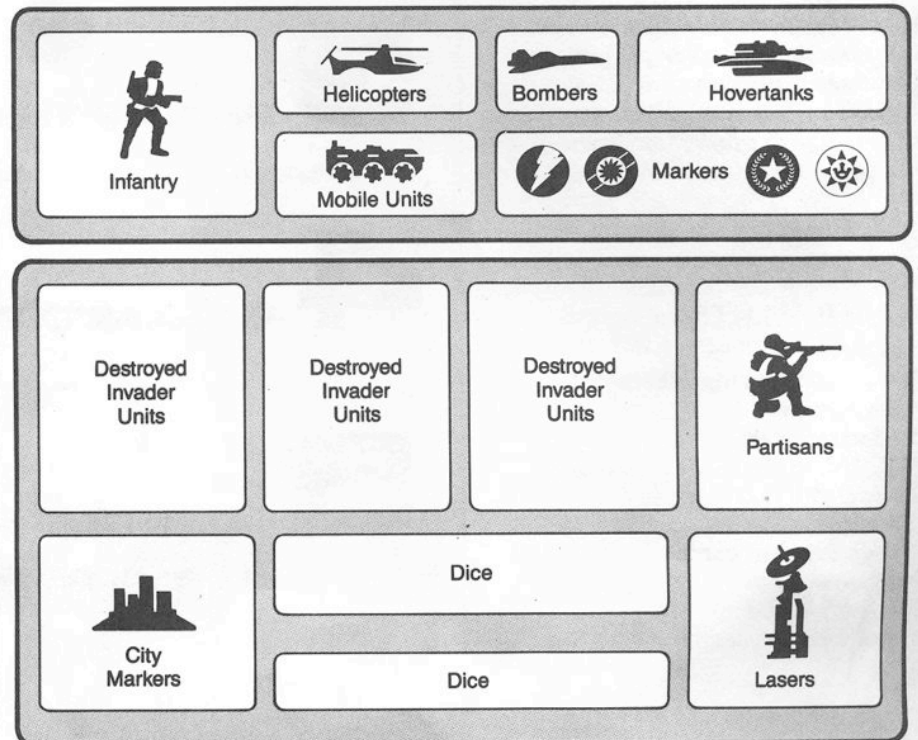 Infantry
Helicopters
Bombers
Hovertanks
Mobile Units
Markers
Destroyed
Invader
Units
Destroyed
Invader
Units
Destroyed
Invader
Units
Partisans
City
Markers
Dice
Dice
Lasers